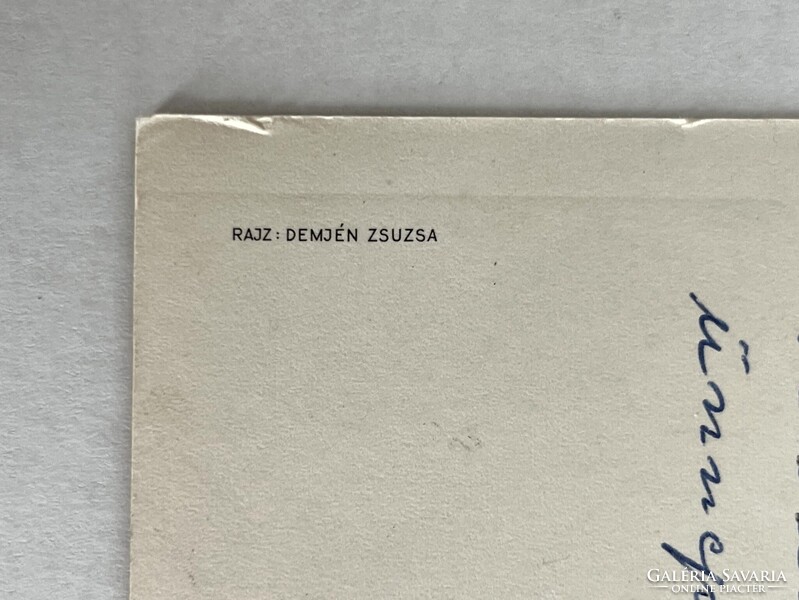 RAJZ: DEMJÉN ZSUZSA
GALÉRIA SAVARIA
ONLINE PIACTÉR